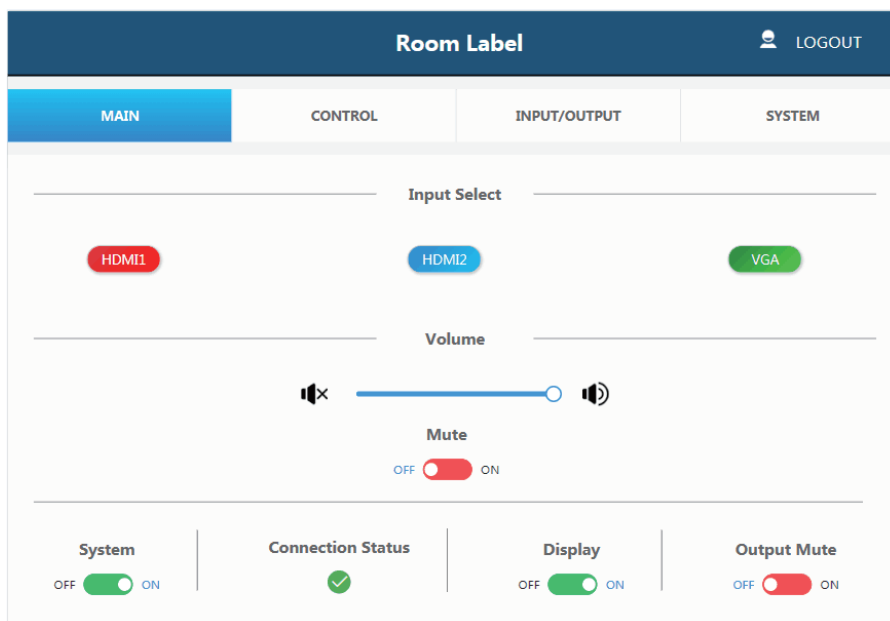 Room Label LOGOUT
MAIN CONTROL INPUT/OUTPUT SYSTEM
Input Select
HDMI1 HDMI2 VGA
Volume
Mute
OFF ON
System Connection Status Display Output Mute
OFF ON OFF ON OFF ON